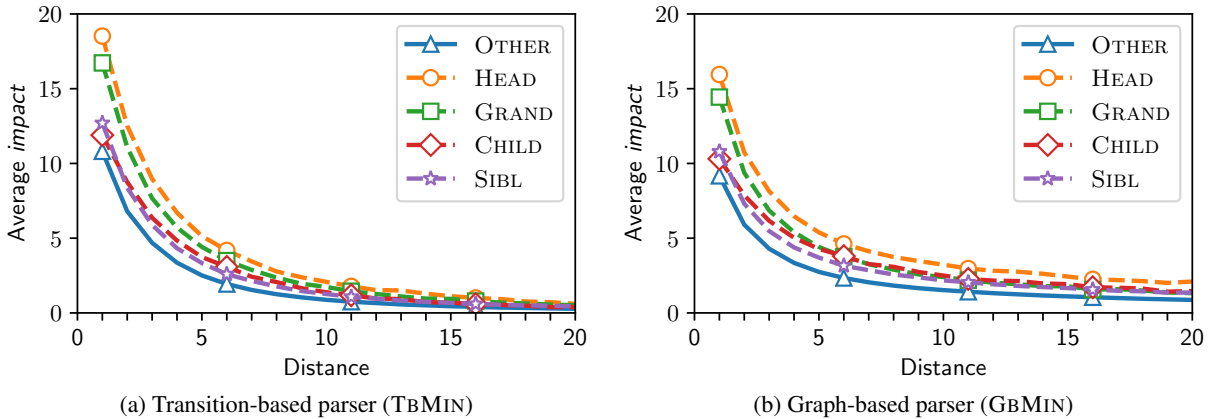 20
15
10
5
0
Average impact
0
5
10
15
20
Distance
OTHER
HEAD
GRAND
CHILD
SIBL
(a) Transition-based parser (TBMIN)
20
15
10
5
0
Average impact
0
5
10
15
20
Distance
OTHER
HEAD
GRAND
CHILD
SIBL
(b) Graph-based parser (GBMIN)